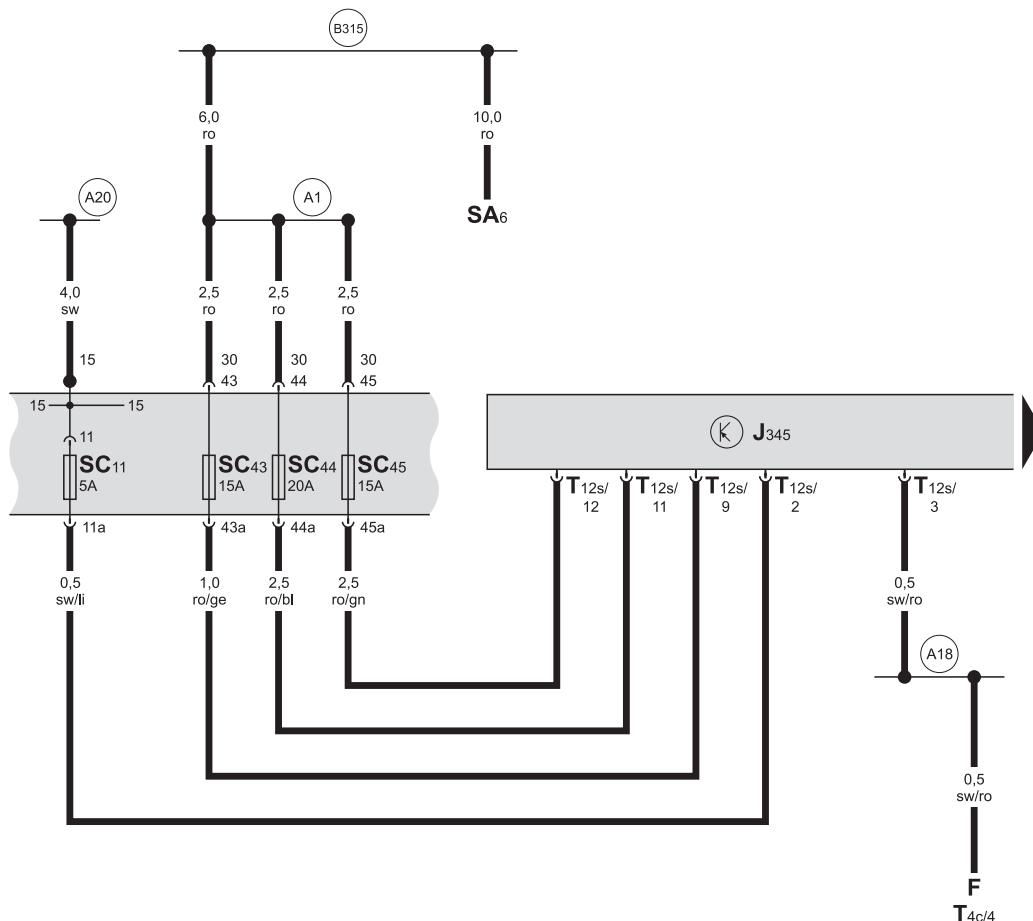 B315
6,0
ro
10,0
ro
A20
A1
SA6
4,0
sw
2,5
ro
2,5
ro
2,5
ro
15
30
43
30
44
30
45
15 15
11
SC11
5A
SC43
15A
SC44
20A
SC45
15A
J345
11a
43a
44a
45a
T12s/
12
T12s/
11
T12s/
9
T12s/
2
T12s/
3
0,5
sw/li
1,0
ro/ge
2,5
ro/bl
2,5
ro/gn
0,5
sw/ro
A18
0,5
sw/ro
F
T4c/4